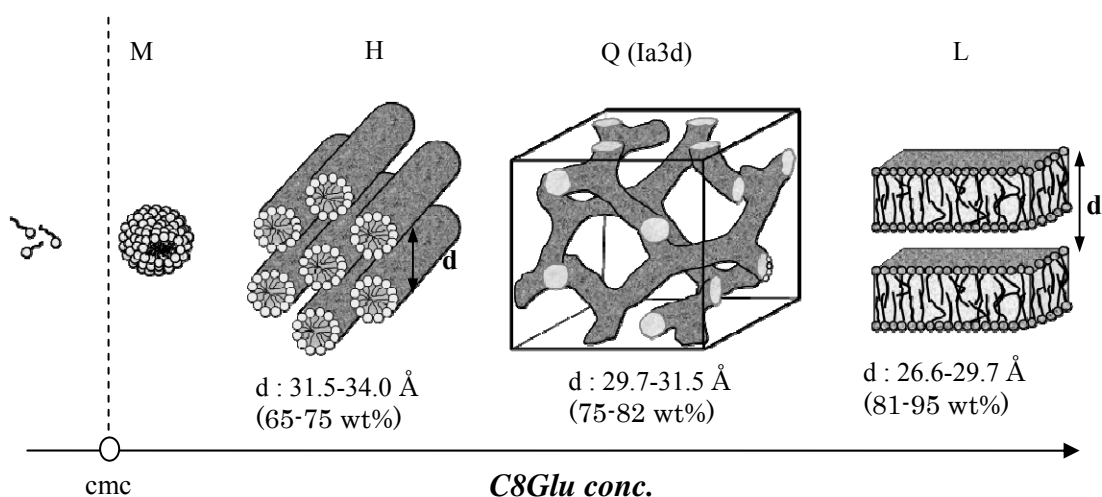 M
H
Q (Ia3d)
L
d
d
d : 31.5-34.0 Å
(65-75 wt%)
d : 29.7-31.5 Å
(75-82 wt%)
d : 26.6-29.7 Å
(81-95 wt%)
cmc
C8Glu conc.